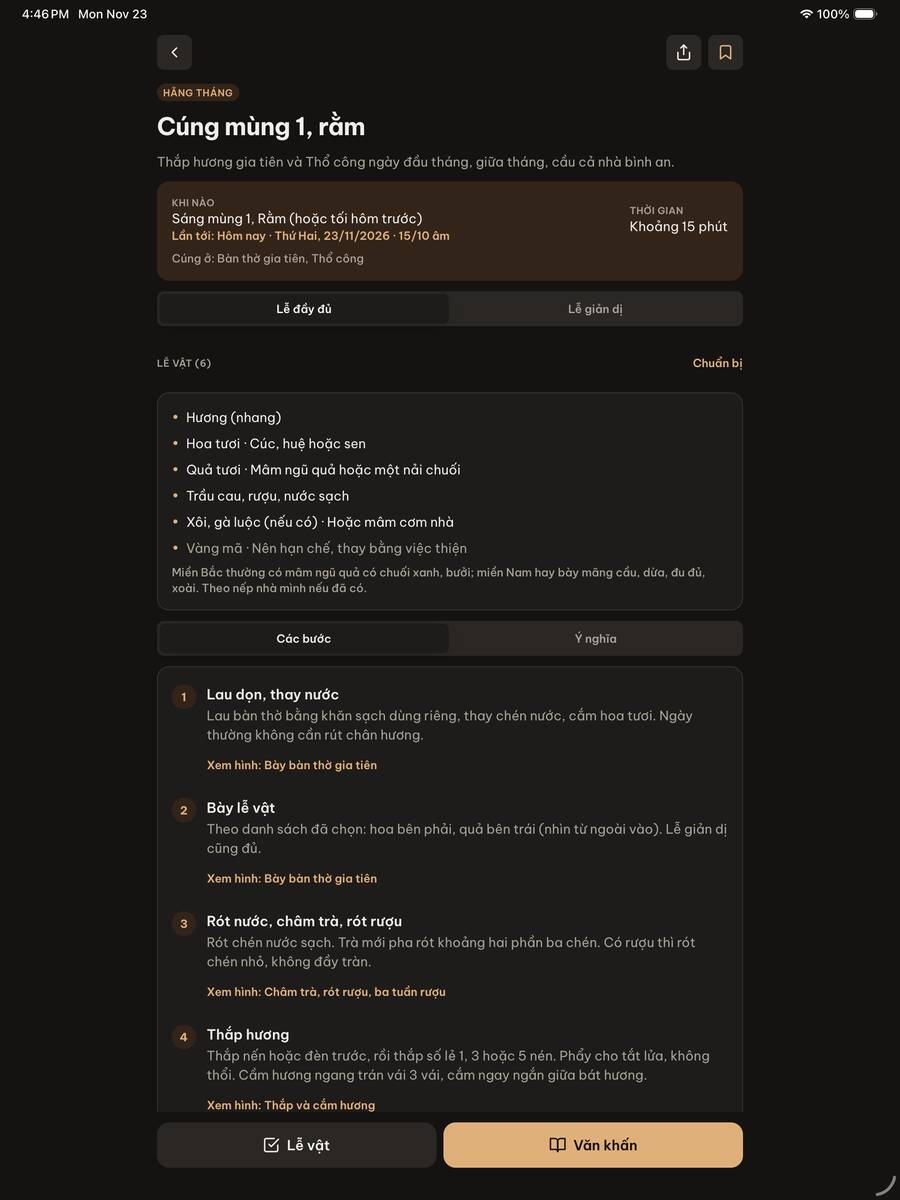 4:46 PM Mon Nov 23
100%
HẰNG THÁNG
Cúng mùng 1, rằm
Thắp hương gia tiên và Thổ công ngày đầu tháng, giữa tháng, cầu cả nhà bình an.
KHI NÀO
Sáng mùng 1, Rằm (hoặc tối hôm trước)
Lần tới: Hôm nay · Thứ Hai, 23/11/2026 · 15/10 âm
Cúng ở: Bàn thờ gia tiên, Thổ công
THỜI GIAN
Khoảng 15 phút
Lễ đầy đủ
Lễ giản dị
LỄ VẬT (6)
Chuẩn bị
• Hương (nhang)
• Hoa tươi · Cúc, huệ hoặc sen
• Quả tươi · Mâm ngũ quả hoặc một nải chuối
• Trầu cau, rượu, nước sạch
• Xôi, gà luộc (nếu có) · Hoặc mâm cơm nhà
• Vàng mã · Nên hạn chế, thay bằng việc thiện
Miền Bắc thường có mâm ngũ quả có chuối xanh, bưởi; miền Nam hay bày mãng cầu, dừa, đu đủ,
xoài. Theo nếp nhà mình nếu đã có.
Các bước
Ý nghĩa
1 Lau dọn, thay nước
Lau bàn thờ bằng khăn sạch dùng riêng, thay chén nước, cắm hoa tươi. Ngày
thường không cần rút chân hương.
Xem hình: Bày bàn thờ gia tiên
2 Bày lễ vật
Theo danh sách đã chọn: hoa bên phải, quả bên trái (nhìn từ ngoài vào). Lễ giản dị
cũng đủ.
Xem hình: Bày bàn thờ gia tiên
3 Rót nước, châm trà, rót rượu
Rót chén nước sạch. Trà mới pha rót khoảng hai phần ba chén. Có rượu thì rót
chén nhỏ, không đầy tràn.
Xem hình: Châm trà, rót rượu, ba tuần rượu
4 Thắp hương
Thắp nến hoặc đèn trước, rồi thắp số lẻ 1, 3 hoặc 5 nén. Phẩy cho tắt lửa, không
thổi. Cầm hương ngang trán vái 3 vái, cắm ngay ngắn giữa bát hương.
Xem hình: Thắp và cắm hương
Lễ vật
Văn khấn